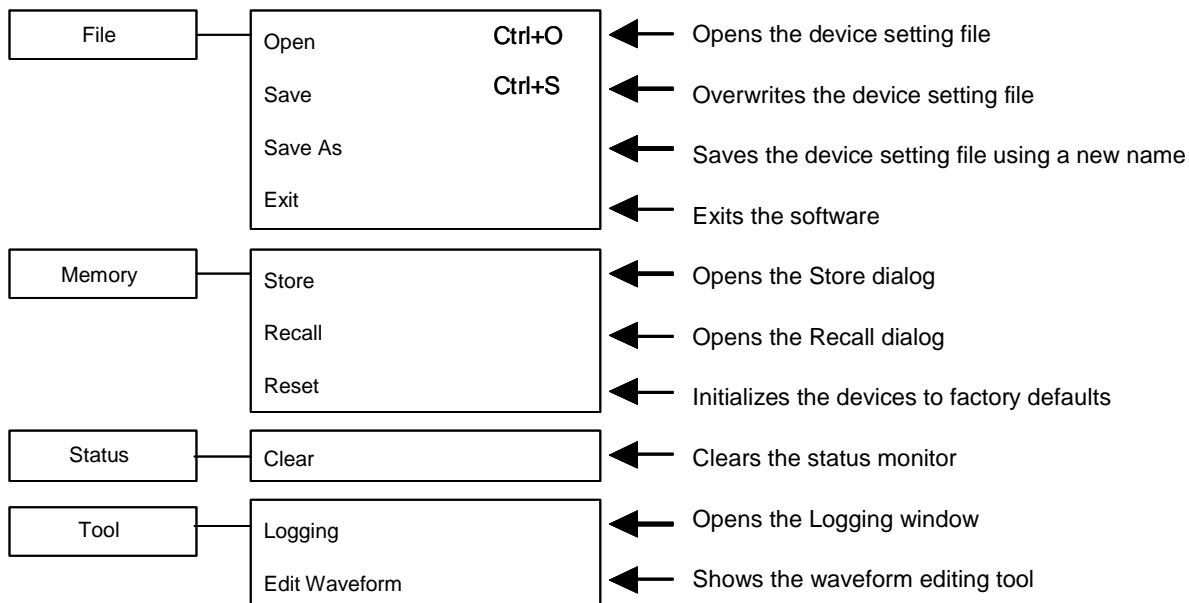 File
Open Ctrl+O Opens the device setting file
Save Ctrl+S Overwrites the device setting file
Save As Saves the device setting file using a new name
Exit Exits the software
Memory
Store Opens the Store dialog
Recall Opens the Recall dialog
Reset Initializes the devices to factory defaults
Status
Clear Clears the status monitor
Tool
Logging Opens the Logging window
Edit Waveform Shows the waveform editing tool